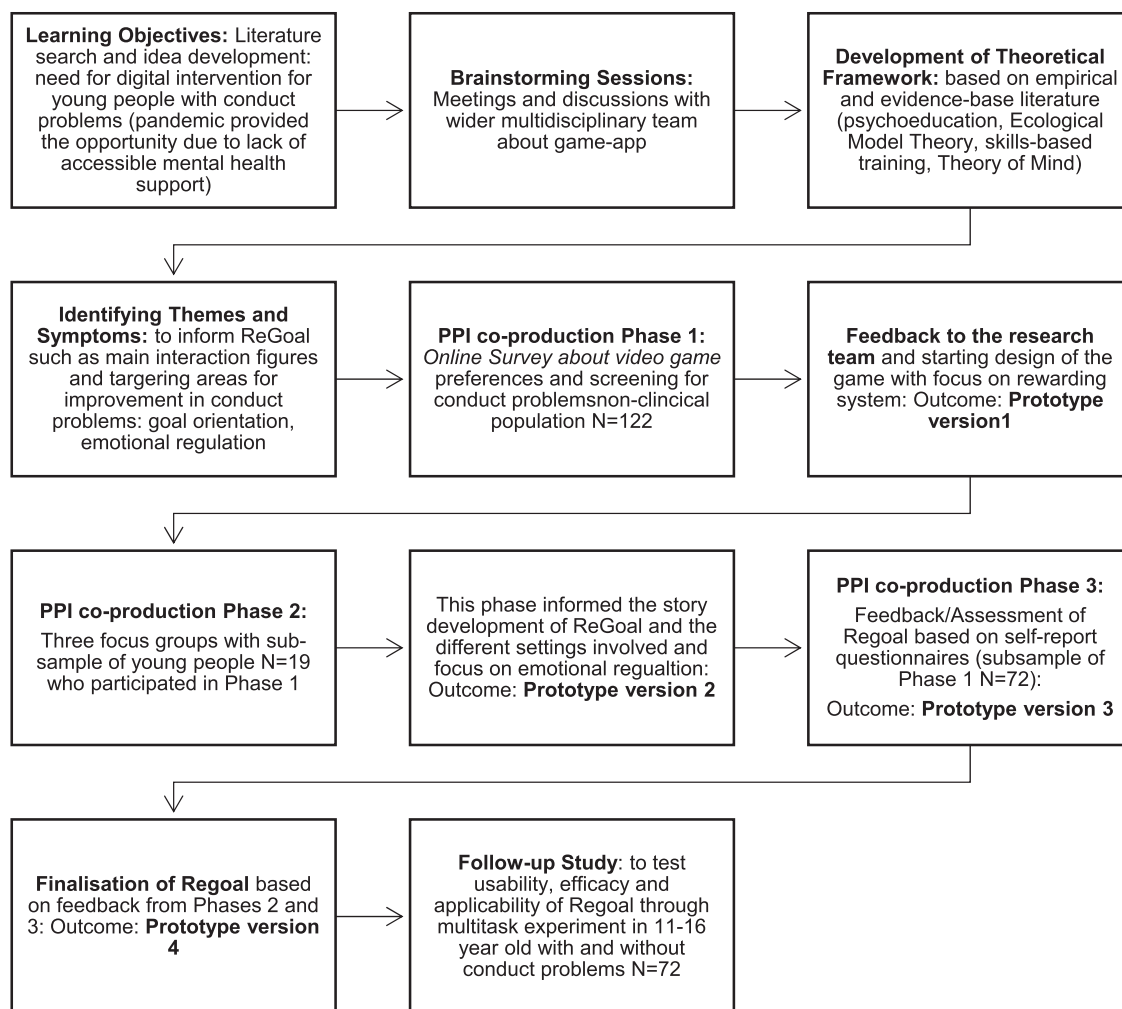 Learning Objectives: Literature
search and idea development:
need for digital intervention for
young people with conduct
problems (pandemic provided
the opportunity due to lack of
accessible mental health
support)
Brainstorming Sessions:
Meetings and discussions with
wider multidisciplinary team
about game-app
Development of Theoretical
Framework: based on empirical
and evidence-base literature
(psychoeducation, Ecological
Model Theory, skills-based
training, Theory of Mind)
Identifying Themes and
Symptoms: to inform ReGoal
such as main interaction figures
and targering areas for
improvement in conduct
problems: goal orientation,
emotional regulation
PPI co-production Phase 1:
Online Survey about video game
preferences and screening for
conduct problemsnon-clincical
population N=122
Feedback to the research
team and starting design of the
game with focus on rewarding
system: Outcome: Prototype
version1
PPI co-production Phase 2:
Three focus groups with sub-
sample of young people N=19
who participated in Phase 1
This phase informed the story
development of ReGoal and the
different settings involved and
focus on emotional regualtion:
Outcome: Prototype version 2
PPI co-production Phase 3:
Feedback/Assessment of
Regoal based on self-report
questionnaires (subsample of
Phase 1 N=72):
Outcome: Prototype version 3
Finalisation of Regoal based
on feedback from Phases 2 and
3: Outcome: Prototype version
4
Follow-up Study: to test
usability, efficacy and
applicability of Regoal through
multitask experiment in 11-16
year old with and without
conduct problems N=72